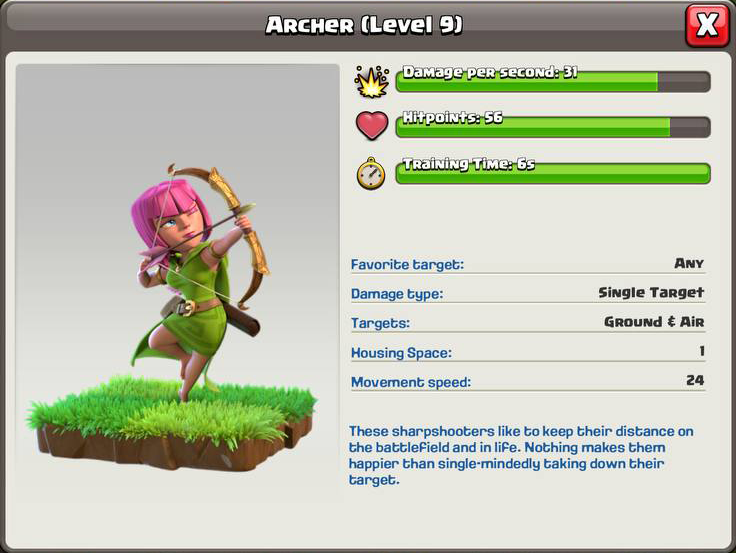 Archer (Level 9)
X
Damage per second: 31
Hitpoints: 56
Training Time: 6s
Favorite target: Any
Damage type: Single Target
Targets: Ground & Air
Housing Space: 1
Movement speed: 24
These sharpshooters like to keep their distance on
the battlefield and in life. Nothing makes them
happier than single-mindedly taking down their
target.